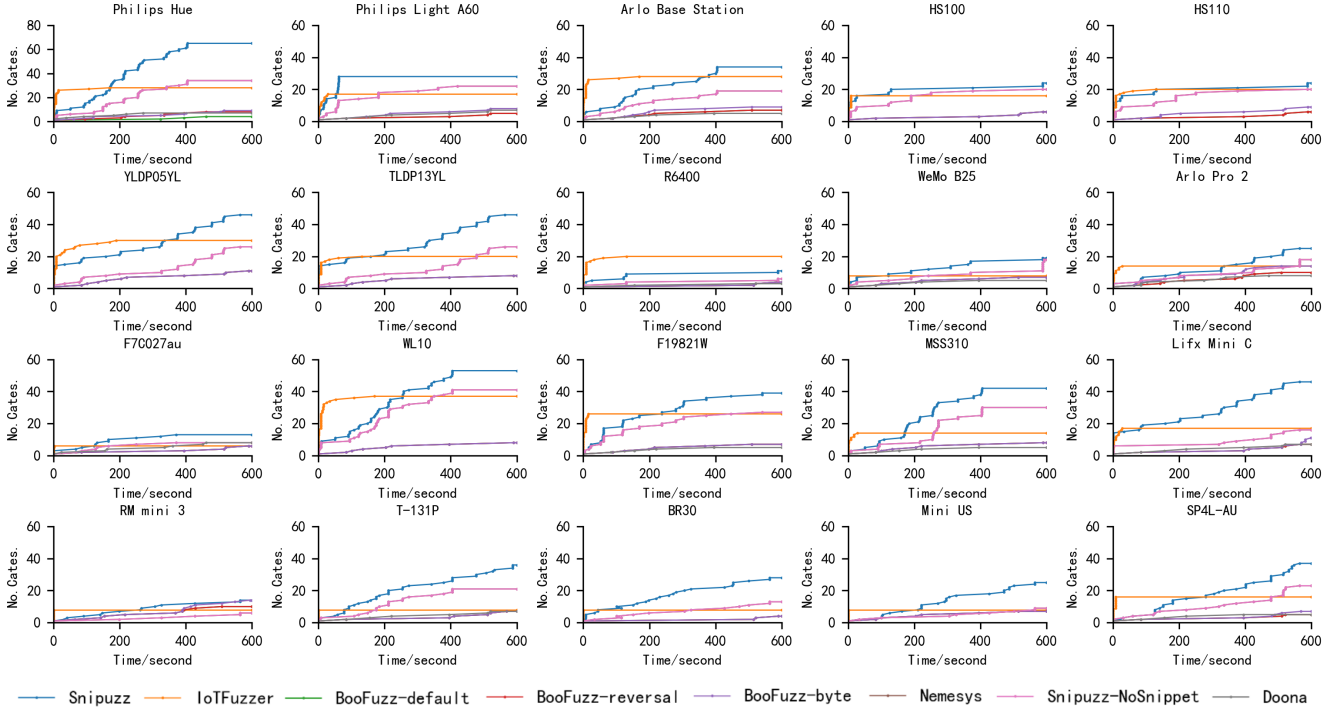 Philips Hue
No. Cates.
80
60
40
20
0
0 200 400 600
Time/second
Philips Light A60
No. Cates.
60
40
20
0
0 200 400 600
Time/second
Arlo Base Station
No. Cates.
60
40
20
0
0 200 400 600
Time/second
HS100
No. Cates.
60
40
20
0
0 200 400 600
Time/second
HS110
No. Cates.
60
40
20
0
0 200 400 600
Time/second
YLDP05YL
No. Cates.
60
40
20
0
0 200 400 600
Time/second
TLDP13YL
No. Cates.
60
40
20
0
0 200 400 600
Time/second
R6400
No. Cates.
60
40
20
0
0 200 400 600
Time/second
WeMo B25
No. Cates.
60
40
20
0
0 200 400 600
Time/second
Arlo Pro 2
No. Cates.
60
40
20
0
0 200 400 600
Time/second
F7C027au
No. Cates.
60
40
20
0
0 200 400 600
Time/second
WL10
No. Cates.
60
40
20
0
0 200 400 600
Time/second
F19821W
No. Cates.
60
40
20
0
0 200 400 600
Time/second
MSS310
No. Cates.
60
40
20
0
0 200 400 600
Time/second
Lifx Mini C
No. Cates.
60
40
20
0
0 200 400 600
Time/second
RM mini 3
No. Cates.
60
40
20
0
0 200 400 600
Time/second
T-131P
No. Cates.
60
40
20
0
0 200 400 600
Time/second
BR30
No. Cates.
60
40
20
0
0 200 400 600
Time/second
Mini US
No. Cates.
60
40
20
0
0 200 400 600
Time/second
SP4L-AU
No. Cates.
60
40
20
0
0 200 400 600
Time/second
Snipuzz IoTFuzzer BooFuzz-default BooFuzz-reversal BooFuzz-byte Nemesys Snipuzz-NoSnippet Doona